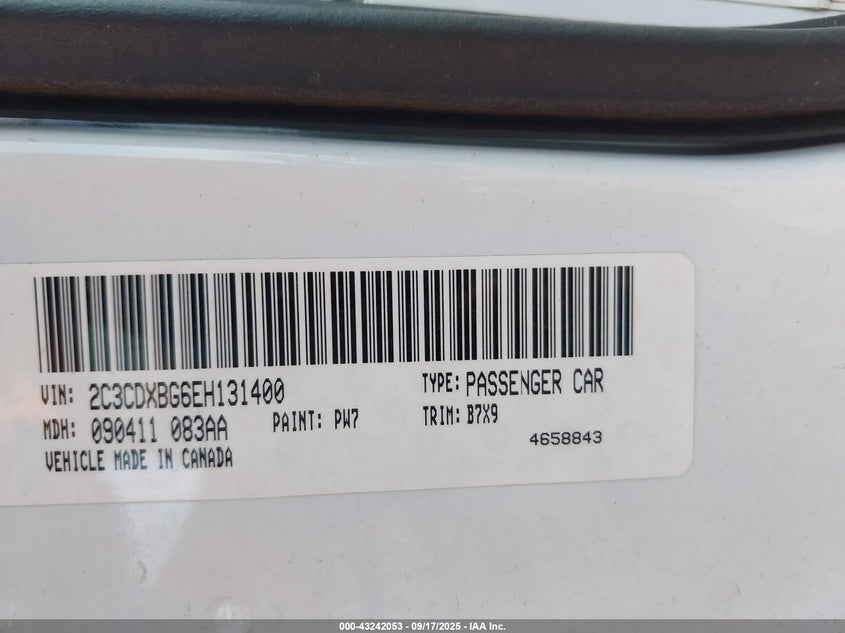 VIN: 2C3CDXBG6EH131400 TYPE: PASSENGER CAR
MDH: 090411 083AA PAINT: PW7 TRIM: B7X9
VEHICLE MADE IN CANADA 4658843
000-43242053 - 09/17/2025 - IAA Inc.